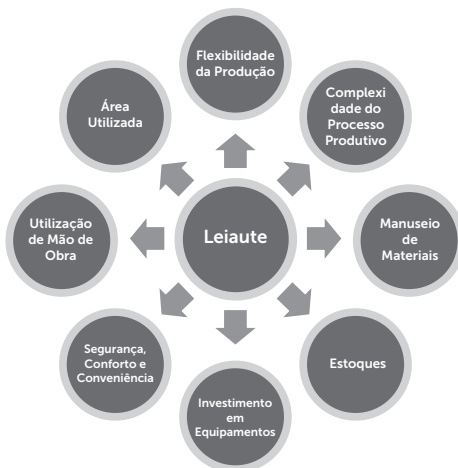 Flexibilidade
da Produção
Complexi
dade do
Processo
Produtivo
Manuseio
de
Materiais
Estoques
Investimento
em
Equipamentos
Segurança,
Conforto e
Conveniência
Utilização
de Mão de
Obra
Área
Utilizada
Leiaute